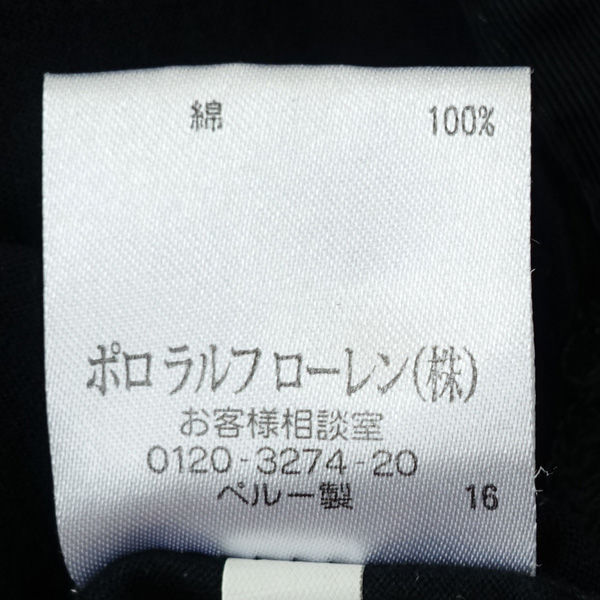 綿 100%
ポロ ラルフ ローレン(株)
お客様相談室
0120-3274-20
ペルー製 16